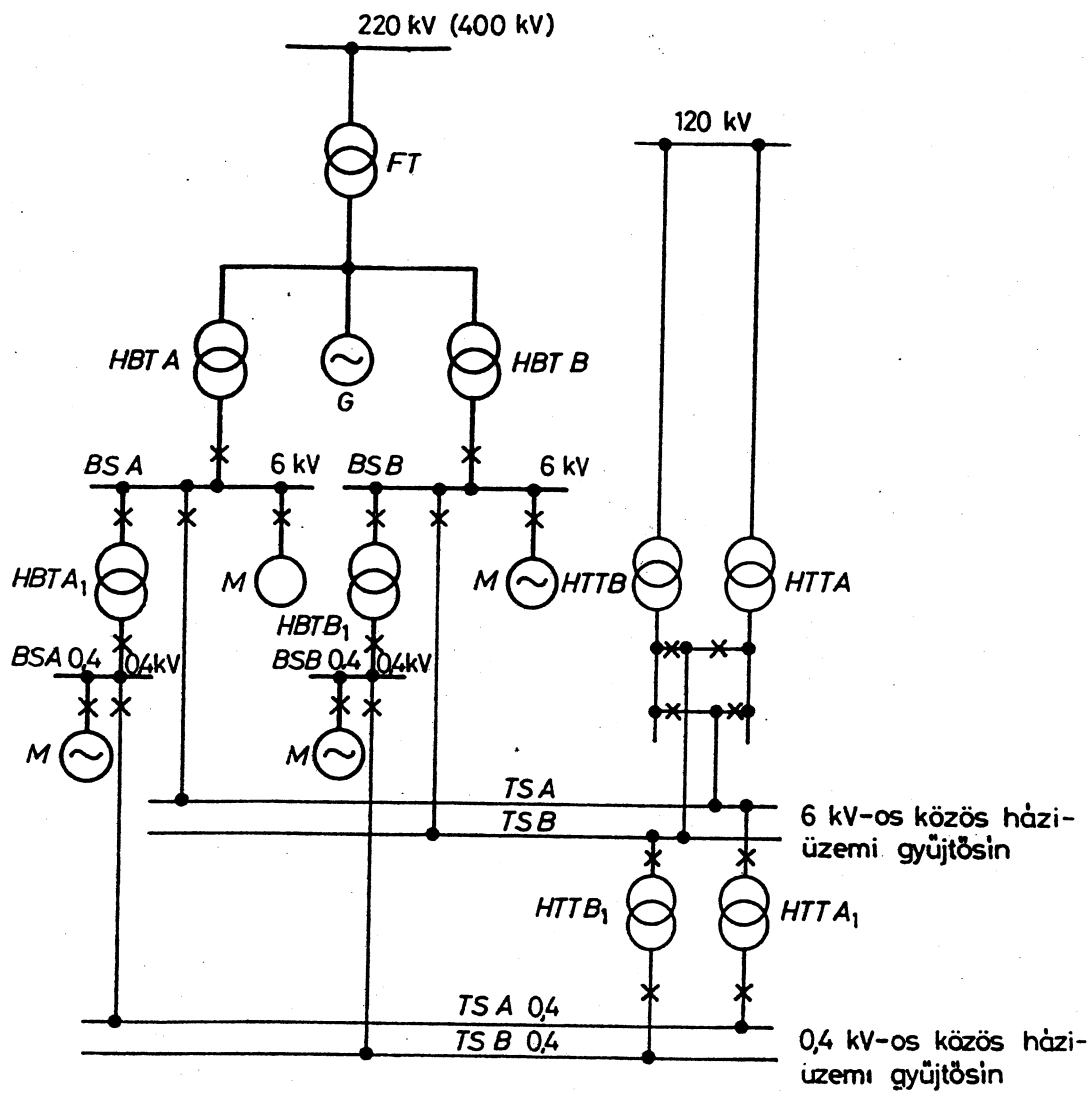 220 kV (400 kV)
120 kV
FT
HBT A
HBT B
G
BS A
6 kV
BS B
6 kV
HBTA₁
M
HBTB₁
M
HTTB
HTTA
BSA 0,4
0,4kV
BSB 0,4
0,4kV
M
M
TS A
TS B
6 kV-os közös házi-
üzemi gyűjtősin
HTTB₁
HTTA₁
TS A 0,4
TS B 0,4
0,4 kV-os közös házi-
üzemi gyűjtősin